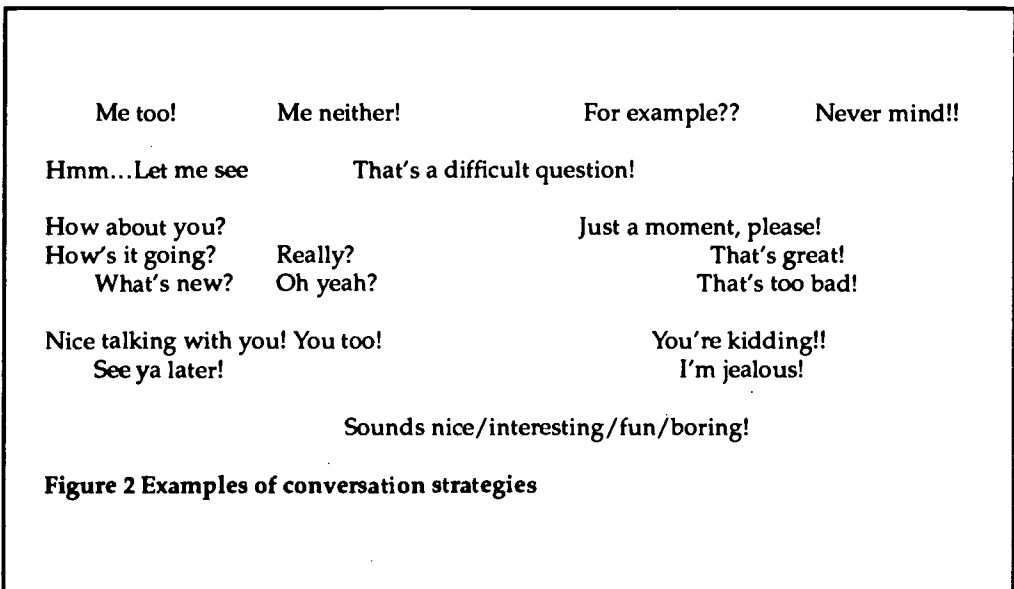 Me too! Me neither! For example?? Never mind!!
Hmm...Let me see That's a difficult question!
How about you? Just a moment, please!
How's it going? Really? That's great!
What's new? Oh yeah? That's too bad!
Nice talking with you! You too! You're kidding!!
See ya later! I'm jealous!
Sounds nice/interesting/fun/boring!
Figure 2 Examples of conversation strategies